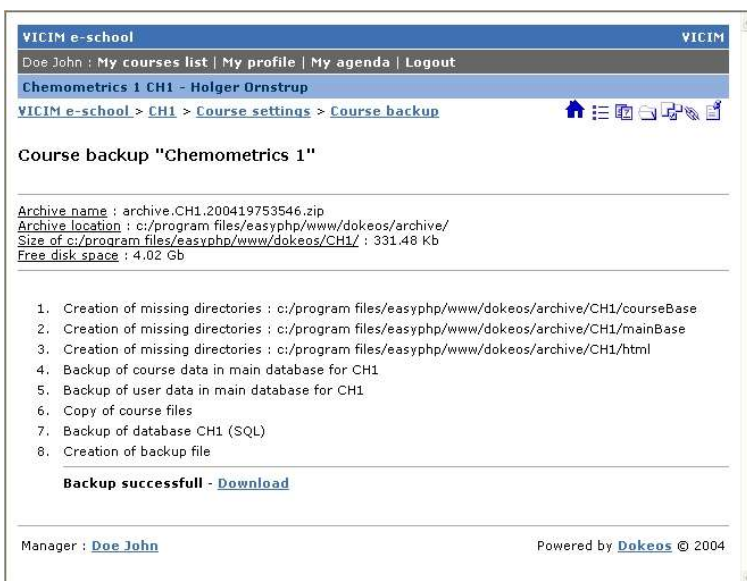 VICIM e-school VICIM
Doe John : My courses list | My profile | My agenda | Logout
Chemometrics 1 CH1 - Holger Ornstrup
VICIM e-school > CH1 > Course settings > Course backup
Course backup "Chemometrics 1"
Archive name : archive.CH1.200419753546.zip
Archive location : c:/program files/easyphp/www/dokeos/archive/
Size of c:/program files/easyphp/www/dokeos/CH1/ : 331.48 Kb
Free disk space : 4.02 Gb
1. Creation of missing directories : c:/program files/easyphp/www/dokeos/archive/CH1/courseBase
2. Creation of missing directories : c:/program files/easyphp/www/dokeos/archive/CH1/mainBase
3. Creation of missing directories : c:/program files/easyphp/www/dokeos/archive/CH1/html
4. Backup of course data in main database for CH1
5. Backup of user data in main database for CH1
6. Copy of course files
7. Backup of database CH1 (SQL)
8. Creation of backup file
Backup successfull - Download
Manager : Doe John Powered by Dokeos © 2004